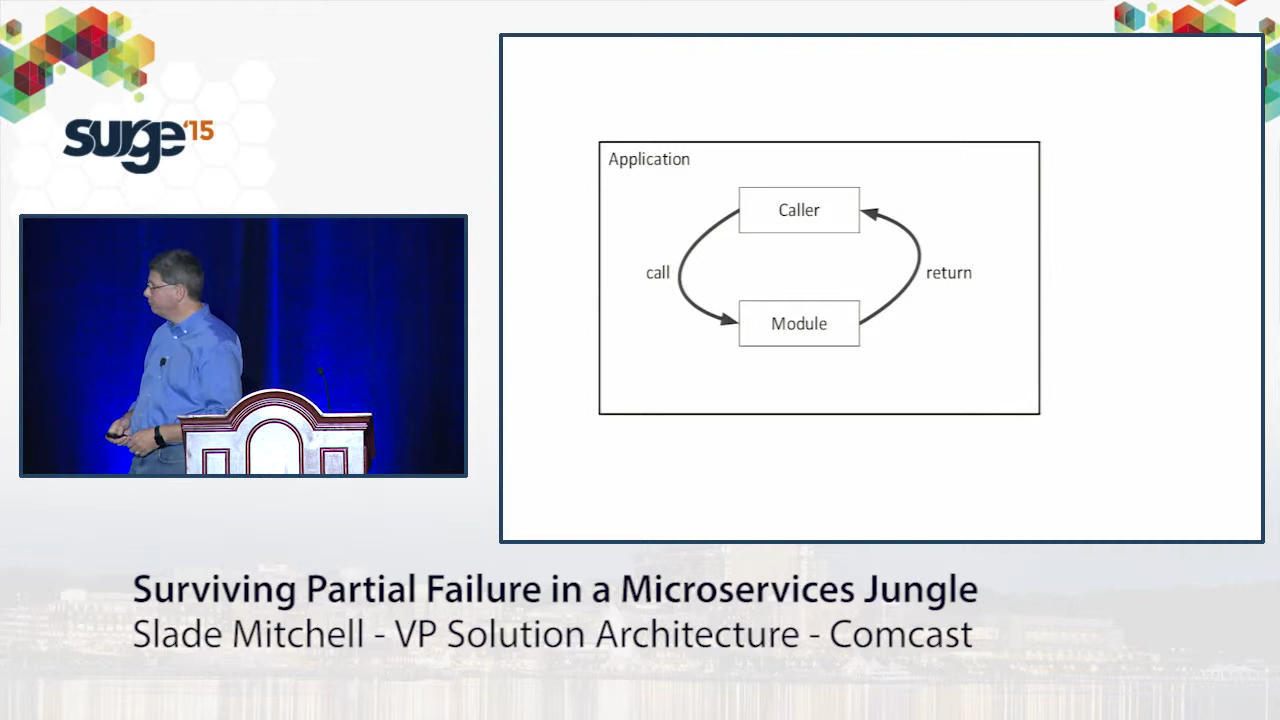 surge '15
Application
Caller
call
return
Module
Surviving Partial Failure in a Microservices Jungle
Slade Mitchell - VP Solution Architecture - Comcast